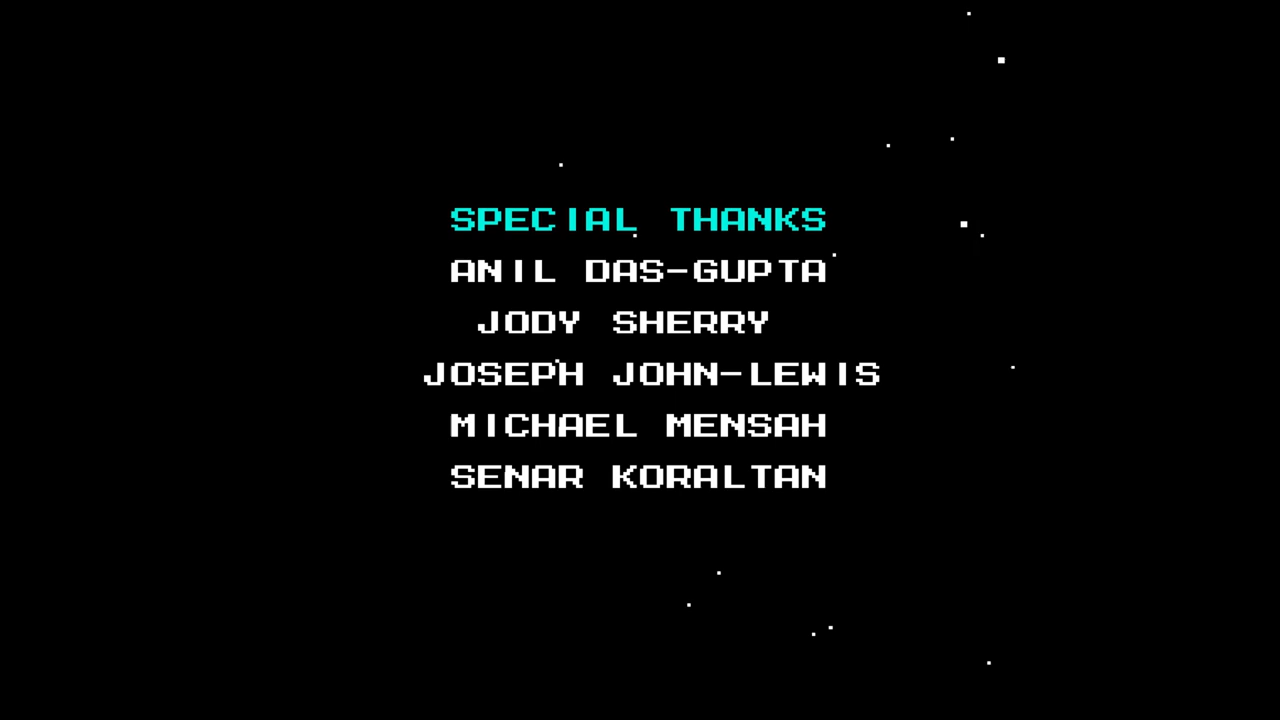 SPECIAL THANKS
ANIL DAS-GUPTA
JODY SHERRY
JOSEPH JOHN-LEWIS
MICHAEL MENSAH
SENAR KORALTAN